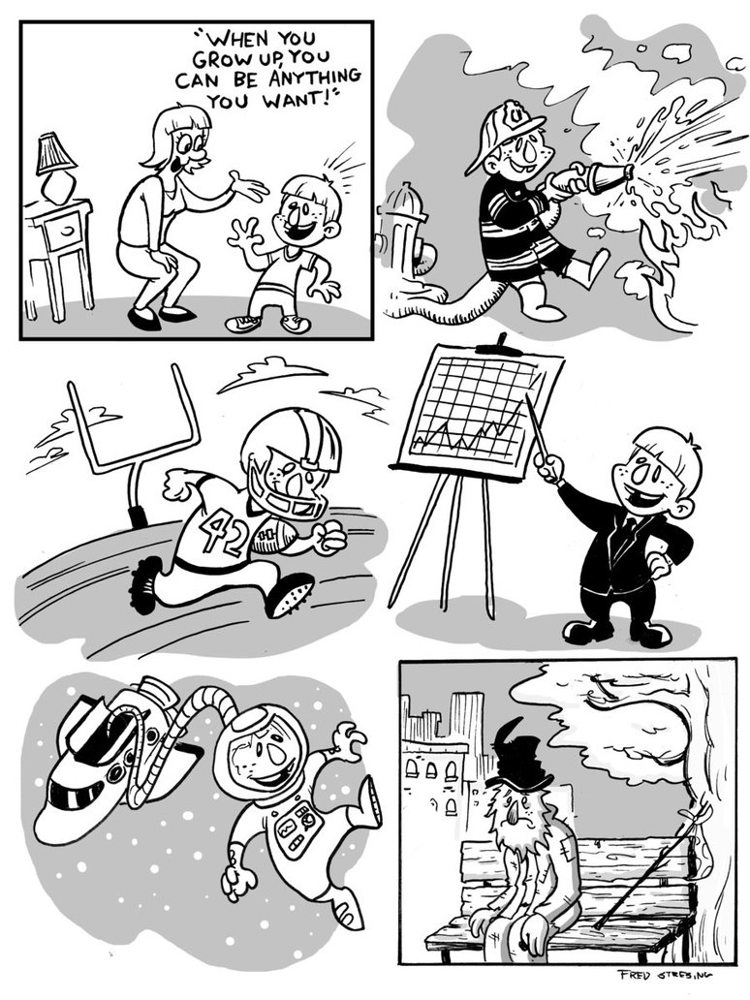 "WHEN YOU
GROW UP, YOU
CAN BE ANYTHING
YOU WANT!"
42
FRED STRESING